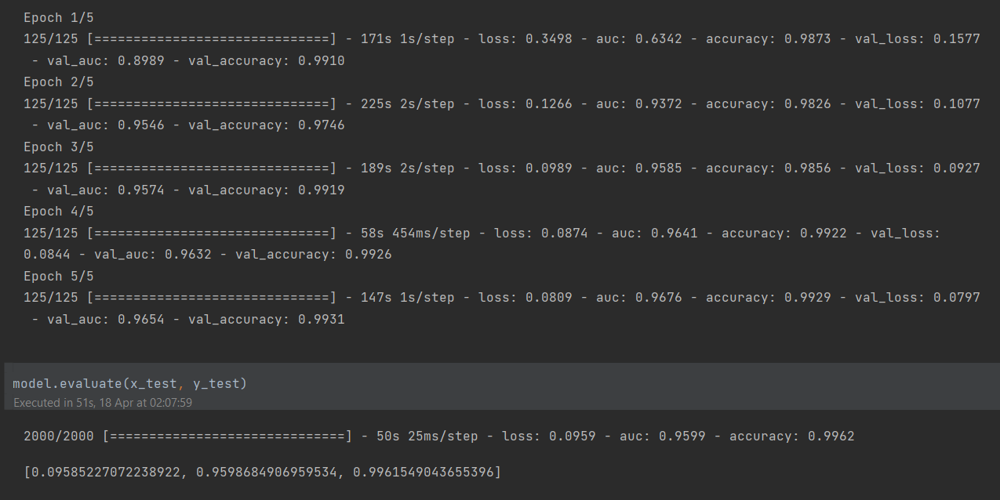 Epoch 1/5
125/125 [==============================] - 171s 1s/step - loss: 0.3498 - auc: 0.6342 - accuracy: 0.9873 - val_loss: 0.1577
- val_auc: 0.8989 - val_accuracy: 0.9910
Epoch 2/5
125/125 [==============================] - 225s 2s/step - loss: 0.1266 - auc: 0.9372 - accuracy: 0.9826 - val_loss: 0.1077
- val_auc: 0.9546 - val_accuracy: 0.9746
Epoch 3/5
125/125 [==============================] - 189s 2s/step - loss: 0.0989 - auc: 0.9585 - accuracy: 0.9856 - val_loss: 0.0927
- val_auc: 0.9574 - val_accuracy: 0.9919
Epoch 4/5
125/125 [==============================] - 58s 454ms/step - loss: 0.0874 - auc: 0.9641 - accuracy: 0.9922 - val_loss:
0.0844 - val_auc: 0.9632 - val_accuracy: 0.9926
Epoch 5/5
125/125 [==============================] - 147s 1s/step - loss: 0.0809 - auc: 0.9676 - accuracy: 0.9929 - val_loss: 0.0797
- val_auc: 0.9654 - val_accuracy: 0.9931
model.evaluate(x_test, y_test)
Executed in 51s, 18 Apr at 02:07:59
2000/2000 [==============================] - 50s 25ms/step - loss: 0.0959 - auc: 0.9599 - accuracy: 0.9962
[0.09585227072238922, 0.9598684906959534, 0.9961549043655396]